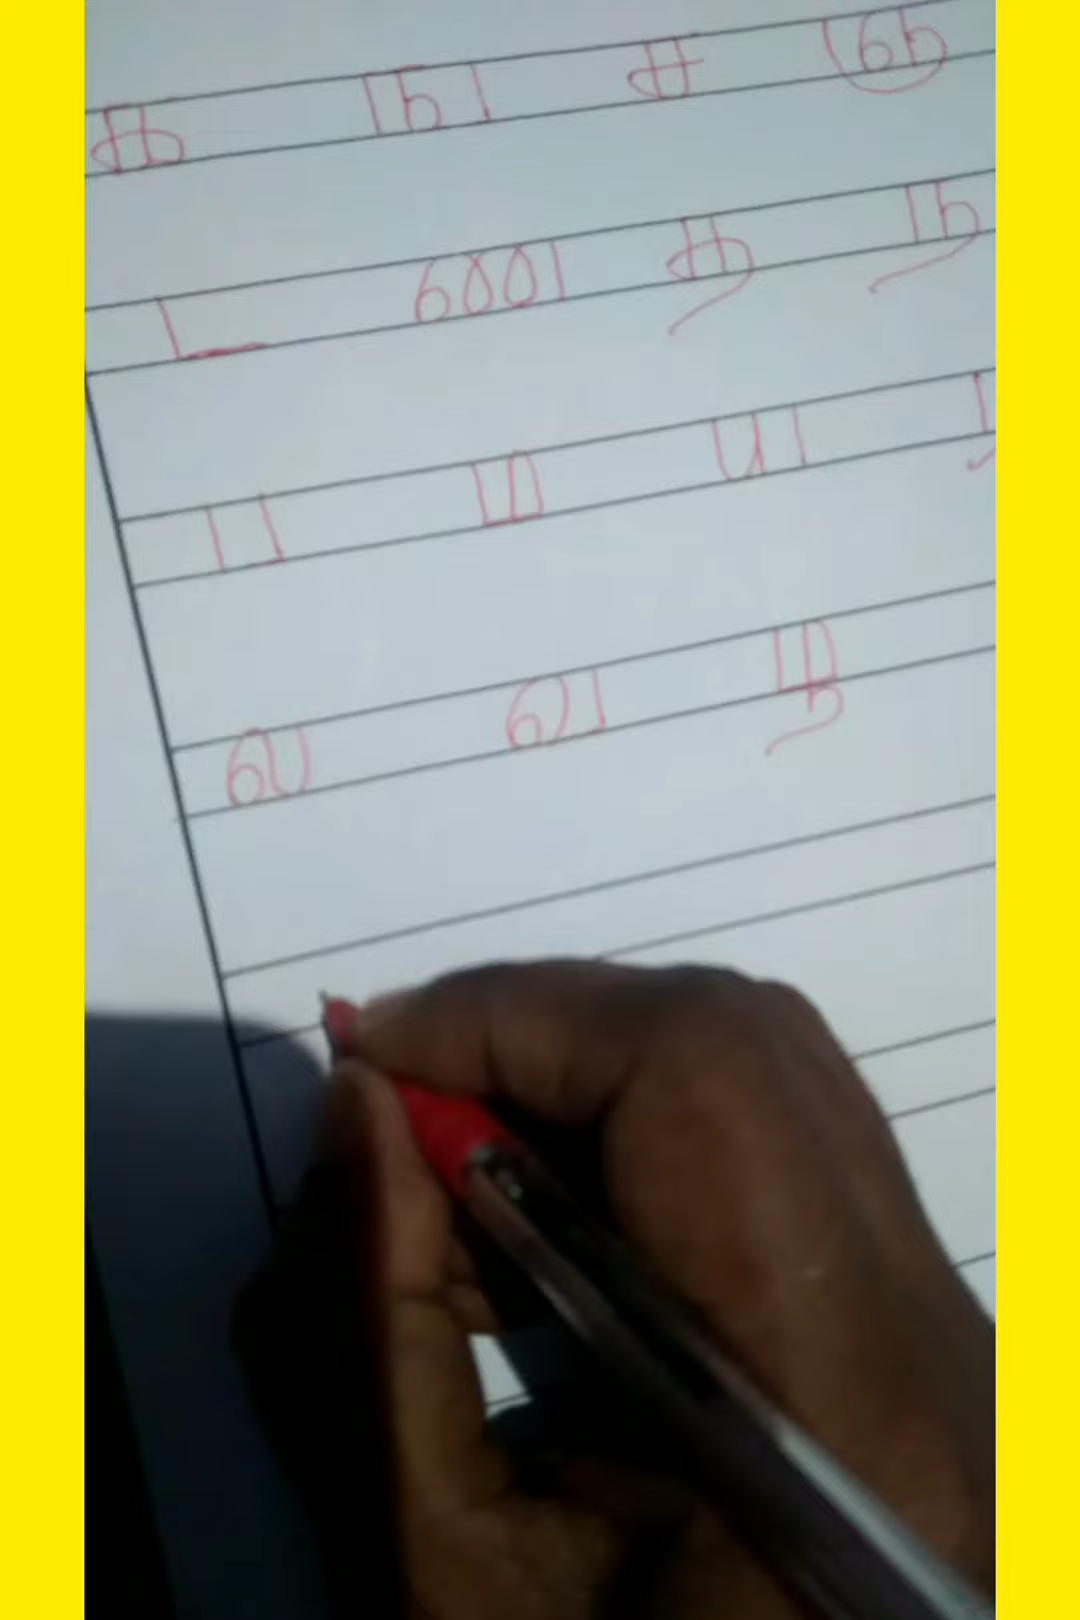 க ங ச ஞ
ட ண த ந
ப ம ய
ல வ ழ